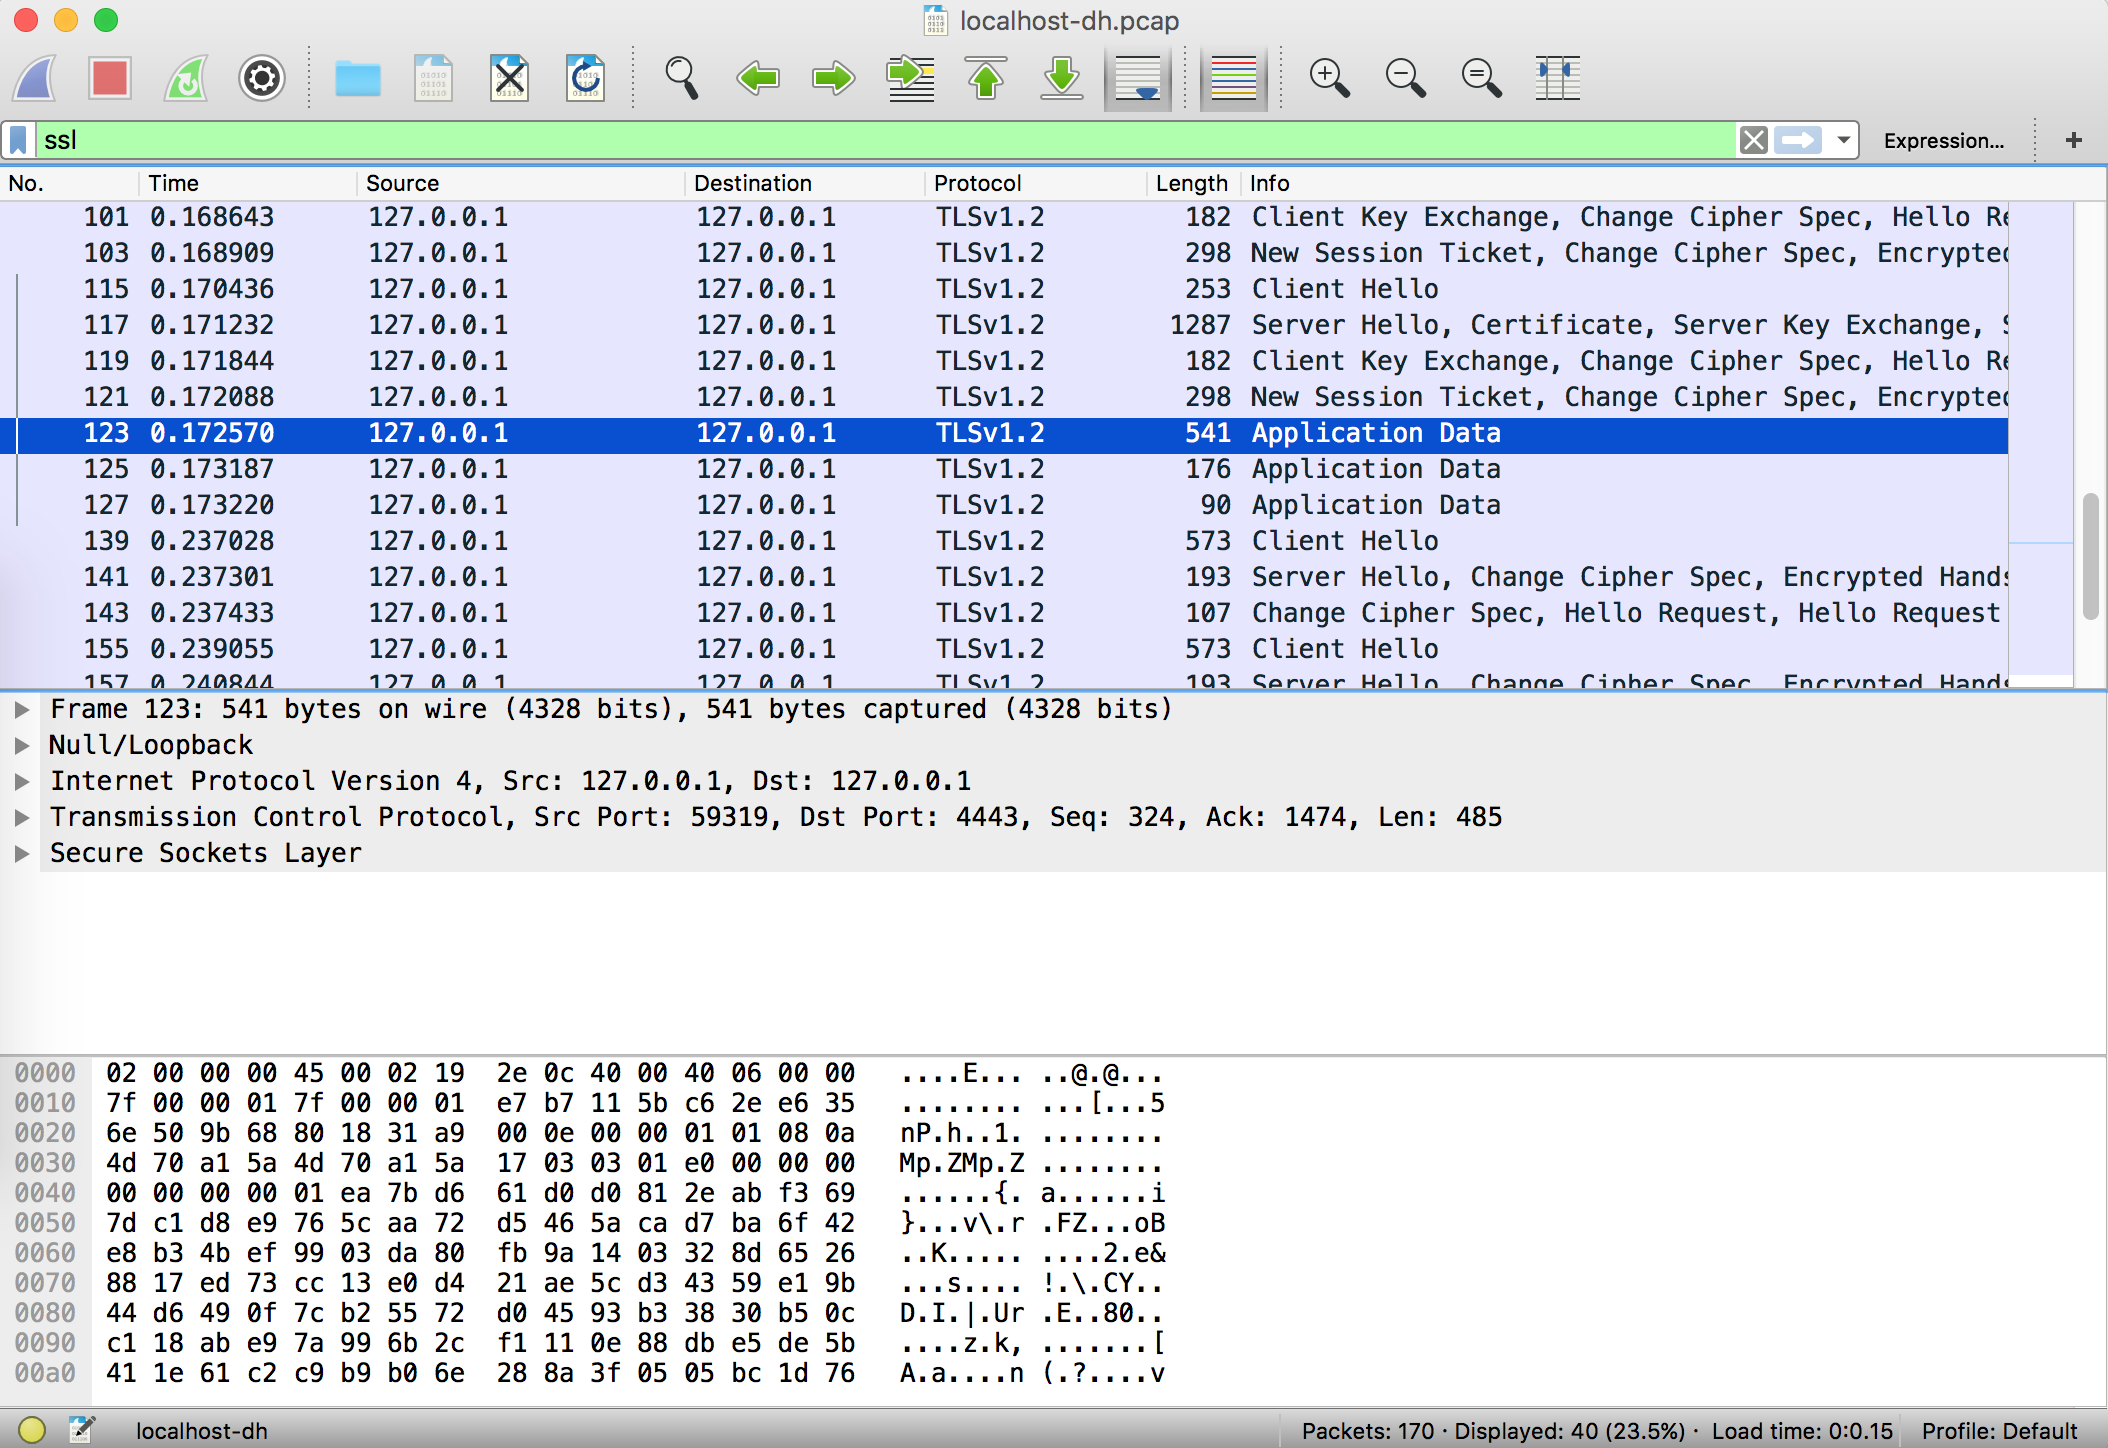 localhost-dh.pcap
ssl
Expression... +
No. Time Source Destination Protocol Length Info
101 0.168643 127.0.0.1 127.0.0.1 TLSv1.2 182 Client Key Exchange, Change Cipher Spec, Hello Re
103 0.168909 127.0.0.1 127.0.0.1 TLSv1.2 298 New Session Ticket, Change Cipher Spec, Encrypted
115 0.170436 127.0.0.1 127.0.0.1 TLSv1.2 253 Client Hello
117 0.171232 127.0.0.1 127.0.0.1 TLSv1.2 1287 Server Hello, Certificate, Server Key Exchange, S
119 0.171844 127.0.0.1 127.0.0.1 TLSv1.2 182 Client Key Exchange, Change Cipher Spec, Hello Re
121 0.172088 127.0.0.1 127.0.0.1 TLSv1.2 298 New Session Ticket, Change Cipher Spec, Encrypted
123 0.172570 127.0.0.1 127.0.0.1 TLSv1.2 541 Application Data
125 0.173187 127.0.0.1 127.0.0.1 TLSv1.2 176 Application Data
127 0.173220 127.0.0.1 127.0.0.1 TLSv1.2 90 Application Data
139 0.237028 127.0.0.1 127.0.0.1 TLSv1.2 573 Client Hello
141 0.237301 127.0.0.1 127.0.0.1 TLSv1.2 193 Server Hello, Change Cipher Spec, Encrypted Hands
143 0.237433 127.0.0.1 127.0.0.1 TLSv1.2 107 Change Cipher Spec, Hello Request, Hello Request
155 0.239055 127.0.0.1 127.0.0.1 TLSv1.2 573 Client Hello
157 0.240844 127.0.0.1 127.0.0.1 TLSv1.2 193 Server Hello, Change Cipher Spec, Encrypted Hands
Frame 123: 541 bytes on wire (4328 bits), 541 bytes captured (4328 bits)
Null/Loopback
Internet Protocol Version 4, Src: 127.0.0.1, Dst: 127.0.0.1
Transmission Control Protocol, Src Port: 59319, Dst Port: 4443, Seq: 324, Ack: 1474, Len: 485
Secure Sockets Layer
0000 02 00 00 00 45 00 02 19 2e 0c 40 00 40 06 00 00 ....E... ..@.@...
0010 7f 00 00 01 7f 00 00 01 e7 b7 11 5b c6 2e e6 35 ........ ...[...5
0020 6e 50 9b 68 80 18 31 a9 00 0e 00 00 01 01 08 0a nP.h..1. ........
0030 4d 70 a1 5a 4d 70 a1 5a 17 03 03 01 e0 00 00 00 Mp.ZMp.Z ........
0040 00 00 00 00 01 ea 7b d6 61 d0 d0 81 2e ab f3 69 ......{. a......i
0050 7d c1 d8 e9 76 5c aa 72 d5 46 5a ca d7 ba 6f 42 }...v\.r .FZ...oB
0060 e8 b3 4b ef 99 03 da 80 fb 9a 14 03 32 8d 65 26 ..K..... ....2.e&
0070 88 17 ed 73 cc 13 e0 d4 21 ae 5c d3 43 59 e1 9b ...s.... !.\.CY..
0080 44 d6 49 0f 7c b2 55 72 d0 45 93 b3 38 30 b5 0c D.I.|.Ur .E..80..
0090 c1 18 ab e9 7a 99 6b 2c f1 11 0e 88 db e5 de 5b ....z.k, .......[
00a0 41 1e 61 c2 c9 b9 b0 6e 28 8a 3f 05 05 bc 1d 76 A.a....n (.?....v
localhost-dh Packets: 170 · Displayed: 40 (23.5%) · Load time: 0:0.15 Profile: Default